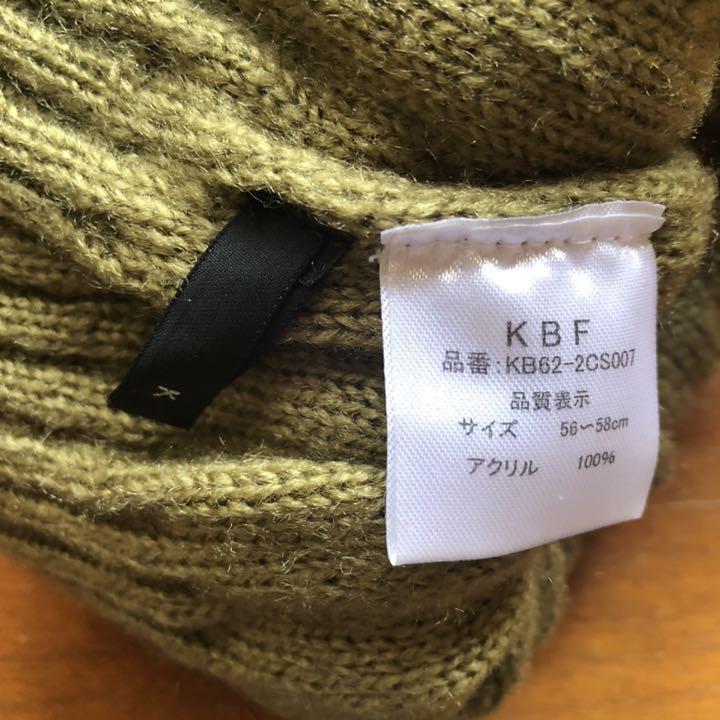 KBF
品番:KB62-2CS007
品質表示
サイズ 56～58cm
アクリル 100%
K